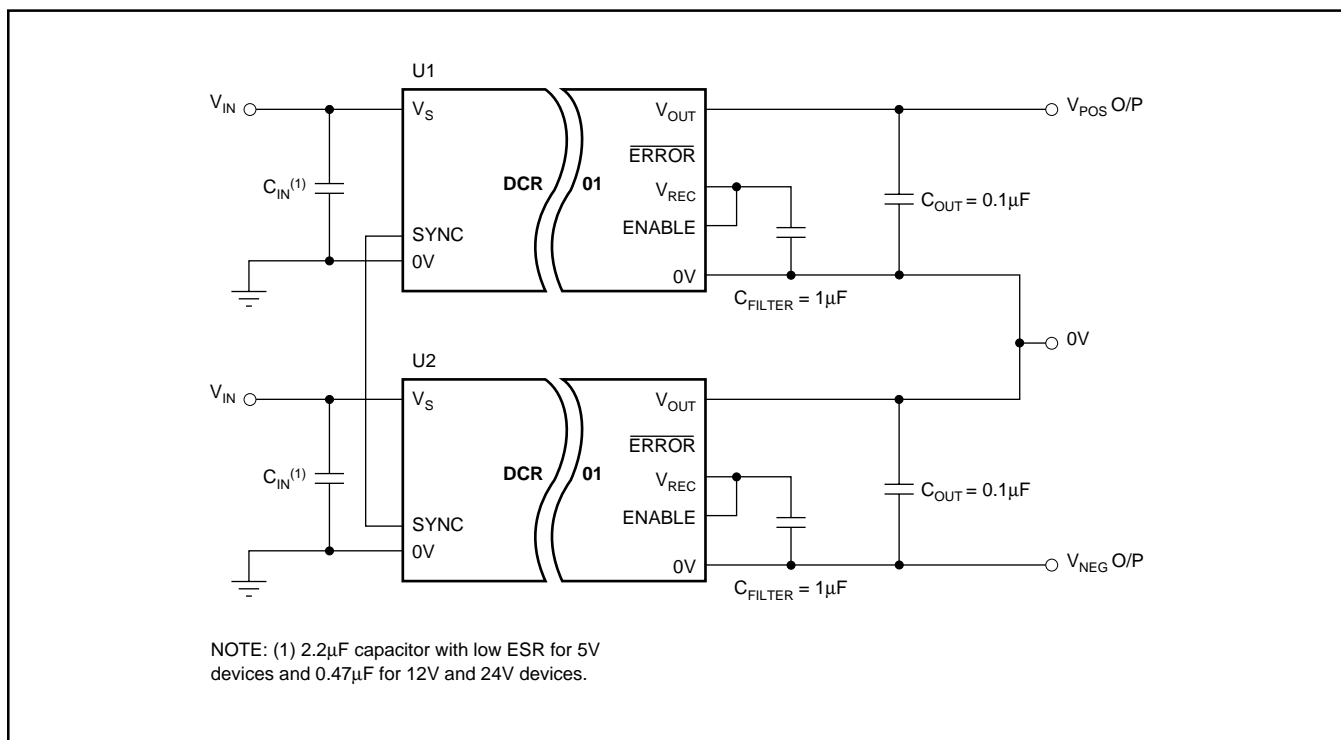 U1
V_IN
V_S
V_OUT
V_POS O/P
ERROR
C_IN(1)
DCR
01
V_REC
C_OUT = 0.1μF
SYNC
ENABLE
0V
0V
C_FILTER = 1μF
0V
U2
V_IN
V_S
V_OUT
ERROR
C_IN(1)
DCR
01
V_REC
C_OUT = 0.1μF
SYNC
ENABLE
0V
0V
V_NEG O/P
C_FILTER = 1μF
NOTE: (1) 2.2μF capacitor with low ESR for 5V
devices and 0.47μF for 12V and 24V devices.